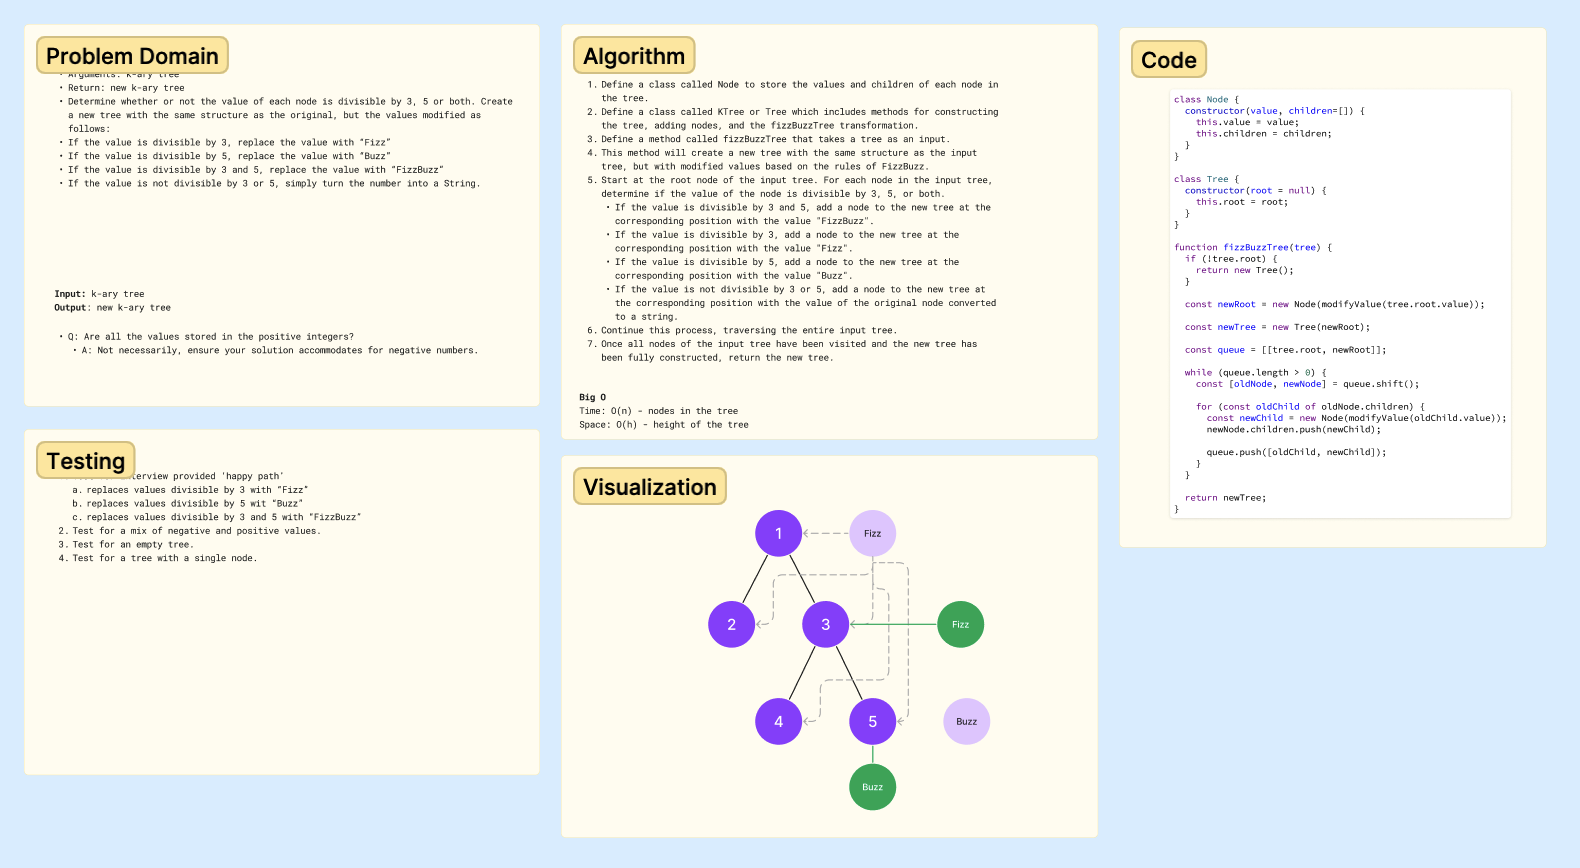 Problem Domain
• Arguments: k-ary tree
• Return: new k-ary tree
• Determine whether or not the value of each node is divisible by 3, 5 or both. Create
a new tree with the same structure as the original, but the values modified as
follows:
• If the value is divisible by 3, replace the value with “Fizz”
• If the value is divisible by 5, replace the value with “Buzz”
• If the value is divisible by 3 and 5, replace the value with “FizzBuzz”
• If the value is not divisible by 3 or 5, simply turn the number into a String.
Input: k-ary tree
Output: new k-ary tree
• Q: Are all the values stored in the positive integers?
• A: Not necessarily, ensure your solution accommodates for negative numbers.
Testing
interview provided 'happy path'
a. replaces values divisible by 3 with “Fizz”
b. replaces values divisible by 5 wit “Buzz”
c. replaces values divisible by 3 and 5 with “FizzBuzz”
2. Test for a mix of negative and positive values.
3. Test for an empty tree.
4. Test for a tree with a single node.
Algorithm
1. Define a class called Node to store the values and children of each node in
the tree.
2. Define a class called KTree or Tree which includes methods for constructing
the tree, adding nodes, and the fizzBuzzTree transformation.
3. Define a method called fizzBuzzTree that takes a tree as an input.
4. This method will create a new tree with the same structure as the input
tree, but with modified values based on the rules of FizzBuzz.
5. Start at the root node of the input tree. For each node in the input tree,
determine if the value of the node is divisible by 3, 5, or both.
• If the value is divisible by 3 and 5, add a node to the new tree at the
corresponding position with the value "FizzBuzz".
• If the value is divisible by 3, add a node to the new tree at the
corresponding position with the value "Fizz".
• If the value is divisible by 5, add a node to the new tree at the
corresponding position with the value "Buzz".
• If the value is not divisible by 3 or 5, add a node to the new tree at
the corresponding position with the value of the original node converted
to a string.
6. Continue this process, traversing the entire input tree.
7. Once all nodes of the input tree have been visited and the new tree has
been fully constructed, return the new tree.
Big O
Time: O(n) - nodes in the tree
Space: O(h) - height of the tree
Visualization
1
Fizz
2
3
Fizz
4
5
Buzz
Buzz
Code
class Node {
constructor(value, children=[]) {
this.value = value;
this.children = children;
}
}
class Tree {
constructor(root = null) {
this.root = root;
}
}
function fizzBuzzTree(tree) {
if (!tree.root) {
return new Tree();
}
const newRoot = new Node(modifyValue(tree.root.value));
const newTree = new Tree(newRoot);
const queue = [[tree.root, newRoot]];
while (queue.length > 0) {
const [oldNode, newNode] = queue.shift();
for (const oldChild of oldNode.children) {
const newChild = new Node(modifyValue(oldChild.value));
newNode.children.push(newChild);
queue.push([oldChild, newChild]);
}
}
return newTree;
}